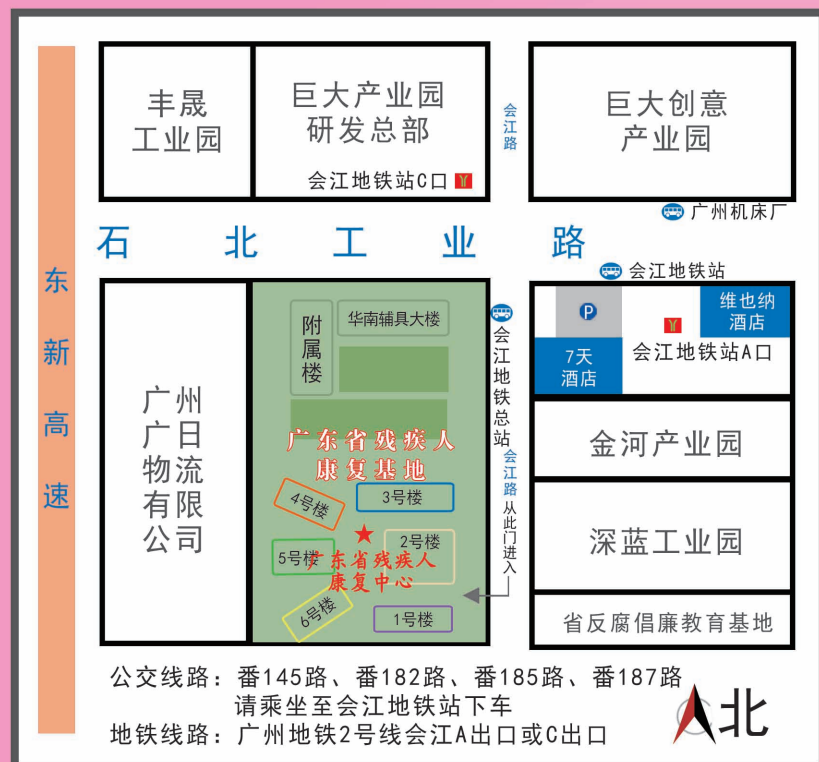 丰晟
工业园
巨大产业园
研发总部
会江地铁站C口
会江路
巨大创意
产业园
广州机床厂
石北工业路
会江地铁站
东新高速
广州
广日
物流
有限
公司
附属楼
华南辅具大楼
广东省残疾人
康复基地
4号楼
3号楼
5号楼
2号楼
广东省残疾人
康复中心
6号楼
1号楼
会江地铁总站
会江路
从此门进入
P
维也纳
酒店
7天
酒店
会江地铁站A口
金河产业园
深蓝工业园
省反腐倡廉教育基地
公交线路：番145路、番182路、番185路、番187路
请乘坐至会江地铁站下车
地铁线路：广州地铁2号线会江A出口或C出口
北